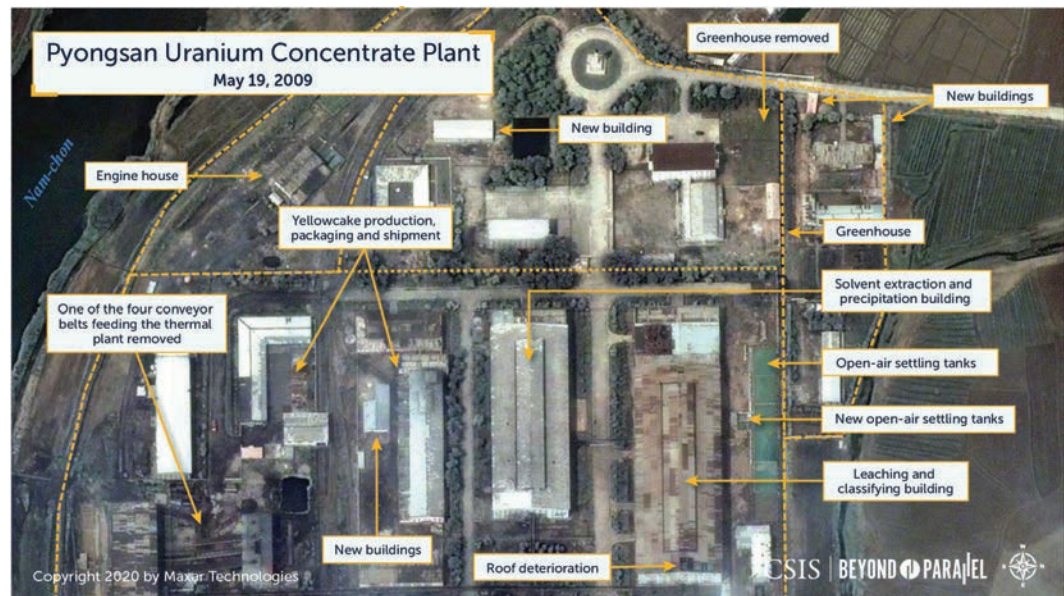 Pyongsan Uranium Concentrate Plant
May 19, 2009
Greenhouse removed
New buildings
New building
Nam-chon
Engine house
Yellowcake production,
packaging and shipment
Greenhouse
Solvent extraction and
precipitation building
One of the four conveyor
belts feeding the thermal
plant removed
Open-air settling tanks
New open-air settling tanks
Leaching and
classifying building
New buildings
Roof deterioration
Copyright 2020 by Maxar Technologies
CSIS | BEYOND PARALLEL